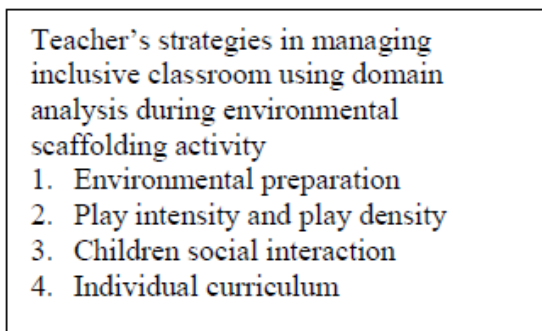 Teacher's strategies in managing
inclusive classroom using domain
analysis during environmental
scaffolding activity
1. Environmental preparation
2. Play intensity and play density
3. Children social interaction
4. Individual curriculum